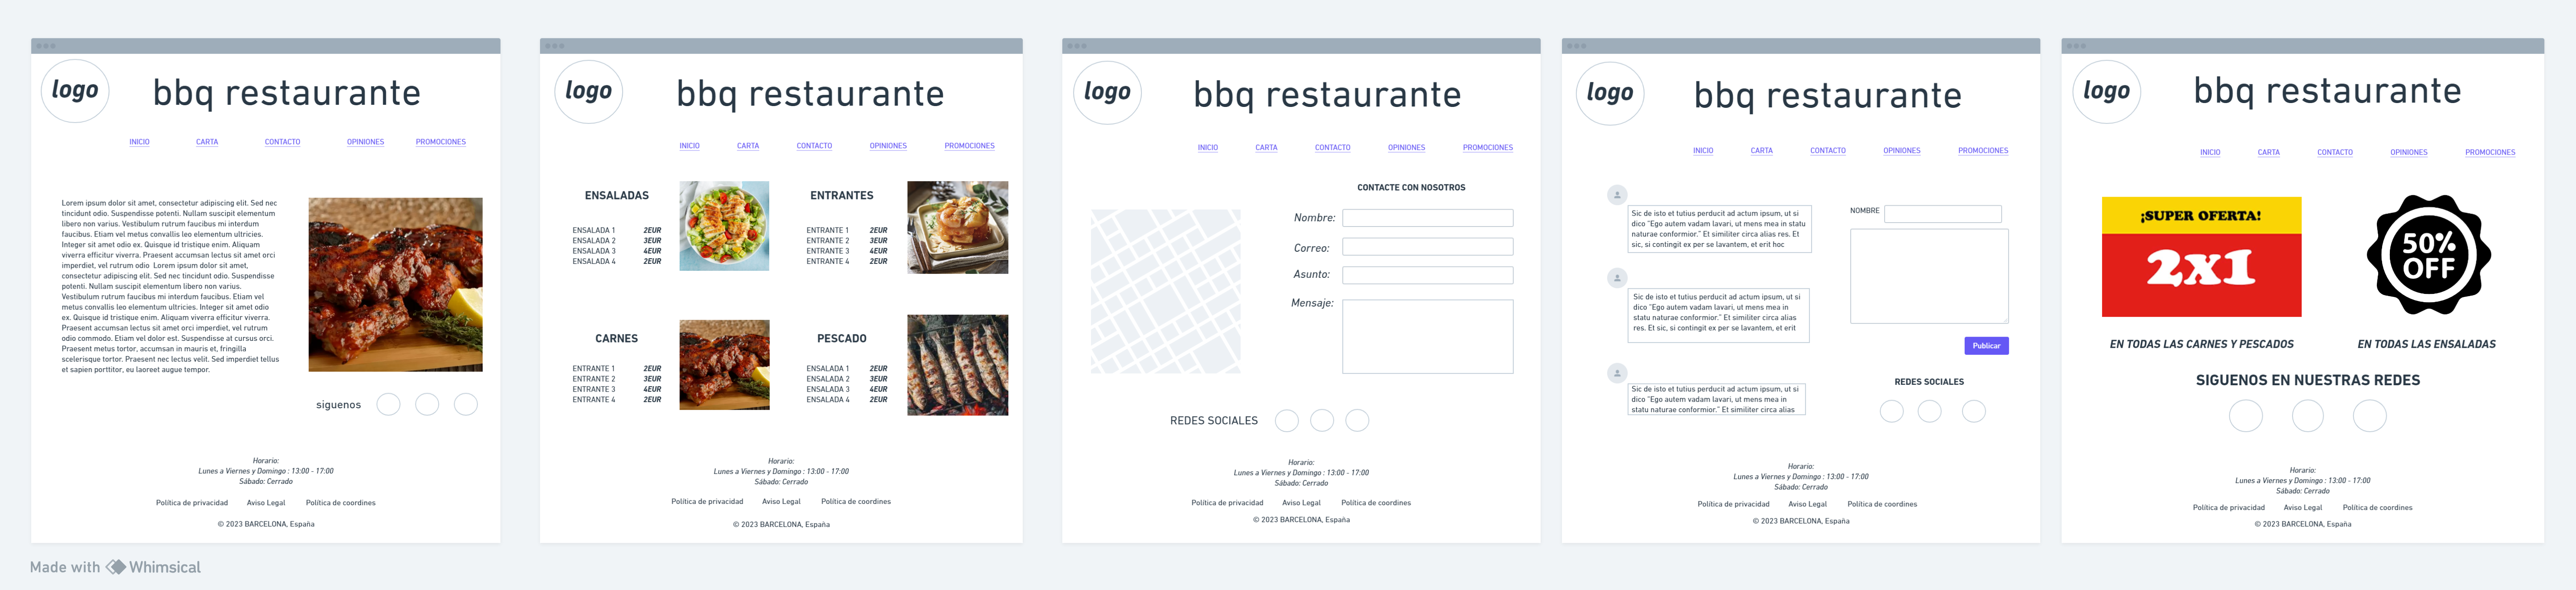 logo
bbq restaurante
INICIO CARTA CONTACTO OPINIONES PROMOCIONES
Lorem ipsum dolor sit amet, consectetur adipiscing elit. Sed nec
tincidunt odio. Suspendisse potenti. Nullam suscipit elementum
libero non varius. Vestibulum rutrum faucibus mi interdum
faucibus. Etiam vel metus convallis leo elementum ultricies.
Integer sit amet odio ex. Quisque id tristique enim. Aliquam
viverra efficitur viverra. Praesent accumsan lectus sit amet orci
imperdiet, vel rutrum odio Lorem ipsum dolor sit amet,
consectetur adipiscing elit. Sed nec tincidunt odio. Suspendisse
potenti. Nullam suscipit elementum libero non varius.
Vestibulum rutrum faucibus mi interdum faucibus. Etiam vel
metus convallis leo elementum ultricies. Integer sit amet odio
ex. Quisque id tristique enim. Aliquam viverra efficitur viverra.
Praesent accumsan lectus sit amet orci imperdiet, vel rutrum
odio commodo. Etiam vel dolor est. Suspendisse at cursus orci.
Praesent metus tortor, accumsan in mauris et, fringilla
scelerisque tortor. Praesent nec lectus velit. Sed imperdiet tellus
et sapien porttitor, eu laoreet augue tempor.
siguenos
Horario:
Lunes a Viernes y Domingo : 13:00 - 17:00
Sábado: Cerrado
Política de privacidad Aviso Legal Política de coordines
© 2023 BARCELONA, España
logo
bbq restaurante
INICIO CARTA CONTACTO OPINIONES PROMOCIONES
ENSALADAS
ENSALADA 1 2EUR
ENSALADA 2 3EUR
ENSALADA 3 4EUR
ENSALADA 4 2EUR
ENTRANTES
ENTRANTE 1 2EUR
ENTRANTE 2 3EUR
ENTRANTE 3 4EUR
ENTRANTE 4 2EUR
CARNES
ENTRANTE 1 2EUR
ENTRANTE 2 3EUR
ENTRANTE 3 4EUR
ENTRANTE 4 2EUR
PESCADO
ENSALADA 1 2EUR
ENSALADA 2 3EUR
ENSALADA 3 4EUR
ENSALADA 4 2EUR
Horario:
Lunes a Viernes y Domingo : 13:00 - 17:00
Sábado: Cerrado
Política de privacidad Aviso Legal Política de coordines
© 2023 BARCELONA, España
logo
bbq restaurante
INICIO CARTA CONTACTO OPINIONES PROMOCIONES
CONTACTE CON NOSOTROS
Nombre:
Correo:
Asunto:
Mensaje:
REDES SOCIALES
Horario:
Lunes a Viernes y Domingo : 13:00 - 17:00
Sábado: Cerrado
Política de privacidad Aviso Legal Política de coordines
© 2023 BARCELONA, España
logo
bbq restaurante
INICIO CARTA CONTACTO OPINIONES PROMOCIONES
Sic de isto et tutius perducit ad actum ipsum, ut si
dico "Ego autem vadam lavari, ut mens mea in statu
naturae conformior." Et similiter circa alias res. Et
sic, si contingit ex per se lavantem, et erit hoc
Sic de isto et tutius perducit ad actum ipsum, ut si
dico "Ego autem vadam lavari, ut mens mea in
statu naturae conformior." Et similiter circa alias
res. Et sic, si contingit ex per se lavantem, et erit
Sic de isto et tutius perducit ad actum ipsum, ut si
dico "Ego autem vadam lavari, ut mens mea in
statu naturae conformior." Et similiter circa alias
NOMBRE
Publicar
REDES SOCIALES
Horario:
Lunes a Viernes y Domingo : 13:00 - 17:00
Sábado: Cerrado
Política de privacidad Aviso Legal Política de coordines
© 2023 BARCELONA, España
logo
bbq restaurante
INICIO CARTA CONTACTO OPINIONES PROMOCIONES
¡SUPER OFERTA!
2x1
EN TODAS LAS CARNES Y PESCADOS
50%
OFF
EN TODAS LAS ENSALADAS
SIGUENOS EN NUESTRAS REDES
Horario:
Lunes a Viernes y Domingo : 13:00 - 17:00
Sábado: Cerrado
Política de privacidad Aviso Legal Política de coordines
© 2023 BARCELONA, España
Made with Whimsical